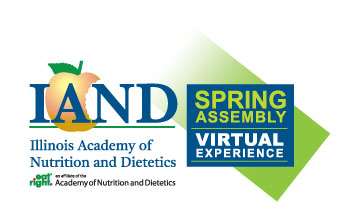 IAND
Illinois Academy of
Nutrition and Dietetics
eat
right.
an affiliate of the
Academy of Nutrition and Dietetics
SPRING
ASSEMBLY
VIRTUAL
EXPERIENCE